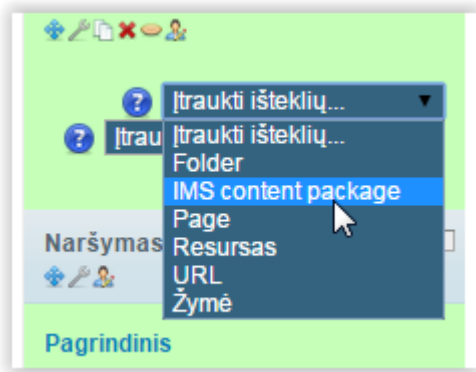 Įtraukti išteklių...
Įtrau
Įtraukti išteklių...
Folder
IMS content package
Page
Resursas
URL
Žymė
Naršymas
Pagrindinis